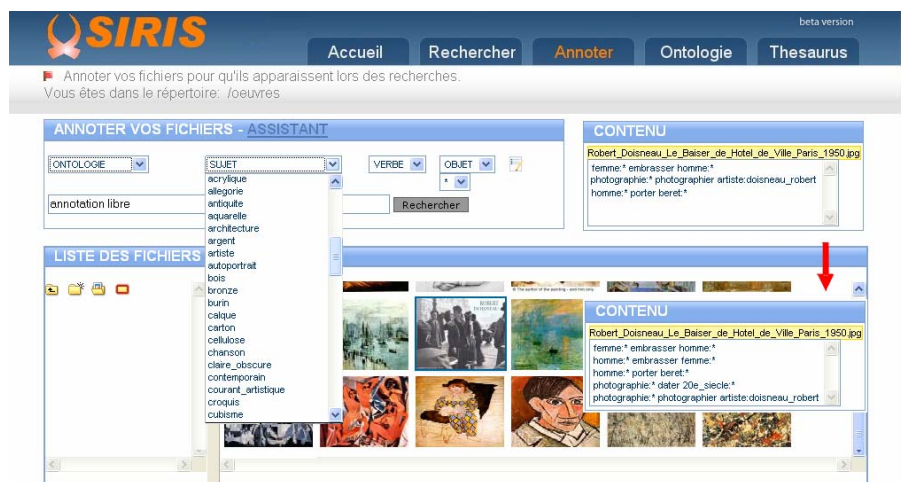 OSIRIS
beta version
Accueil
Rechercher
Annoter
Ontologie
Thesaurus
Annoter vos fichiers pour qu'ils apparaissent lors des recherches.
Vous êtes dans le répertoire: /oeuvres
ANNOTER VOS FICHIERS - ASSISTANT
ONTOLOGIE
SUJET
VERBE
OBJET
*
annotation libre
Rechercher
acrylique
allegorie
antiquite
aquarelle
architecture
argent
artiste
autoportrait
bois
bronze
burin
calque
carton
cellulose
chanson
claire_obscure
contemporain
courant_artistique
croquis
cubisme
CONTENU
Robert_Doisneau_Le_Baiser_de_Hotel_de_Ville_Paris_1950.jpg
femme:* embrasser homme:*
photographie:* photographier artiste:doisneau_robert
homme:* porter beret:*
LISTE DES FICHIERS
ROBERT
DOISNEAU
CONTENU
Robert_Doisneau_Le_Baiser_de_Hotel_de_Ville_Paris_1950.jpg
femme:* embrasser homme:*
homme:* embrasser femme:*
homme:* porter beret:*
photographie:* dater 20e_siecle:*
photographie:* photographier artiste:doisneau_robert